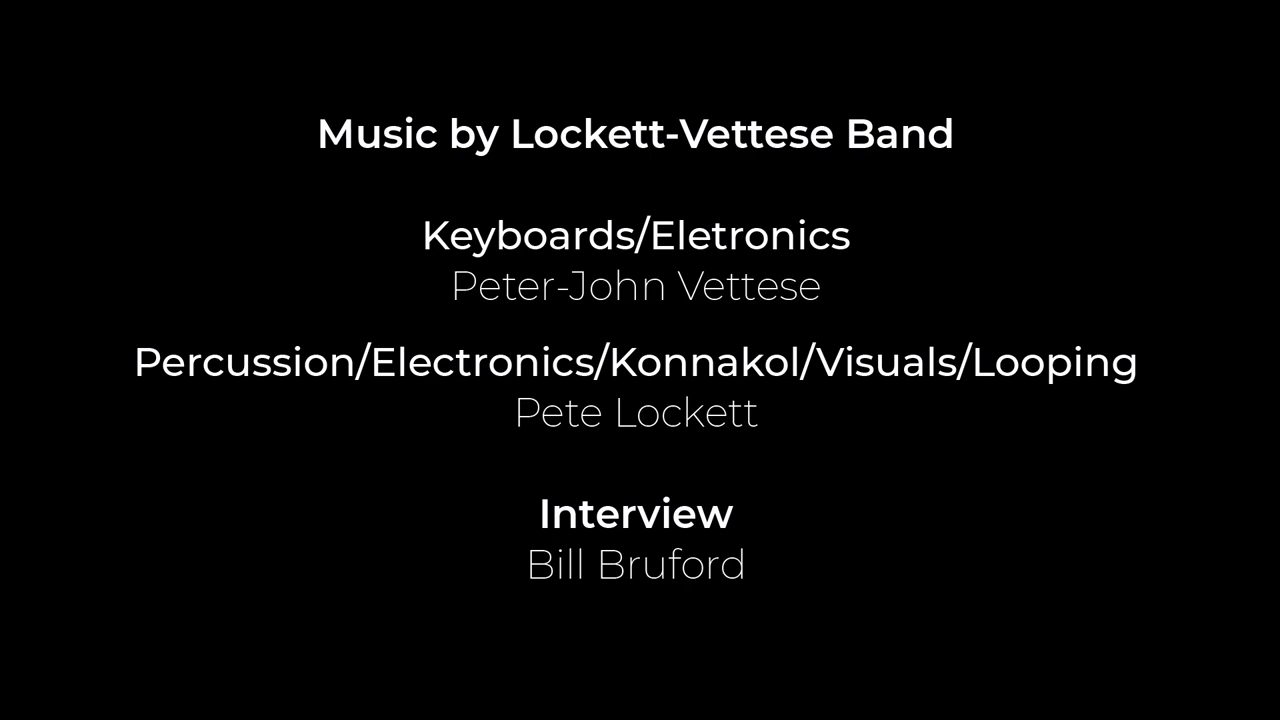 Music by Lockett-Vettese Band
Keyboards/Eletronics
Peter-John Vettese
Percussion/Electronics/Konnakol/Visuals/Looping
Pete Lockett
Interview
Bill Bruford